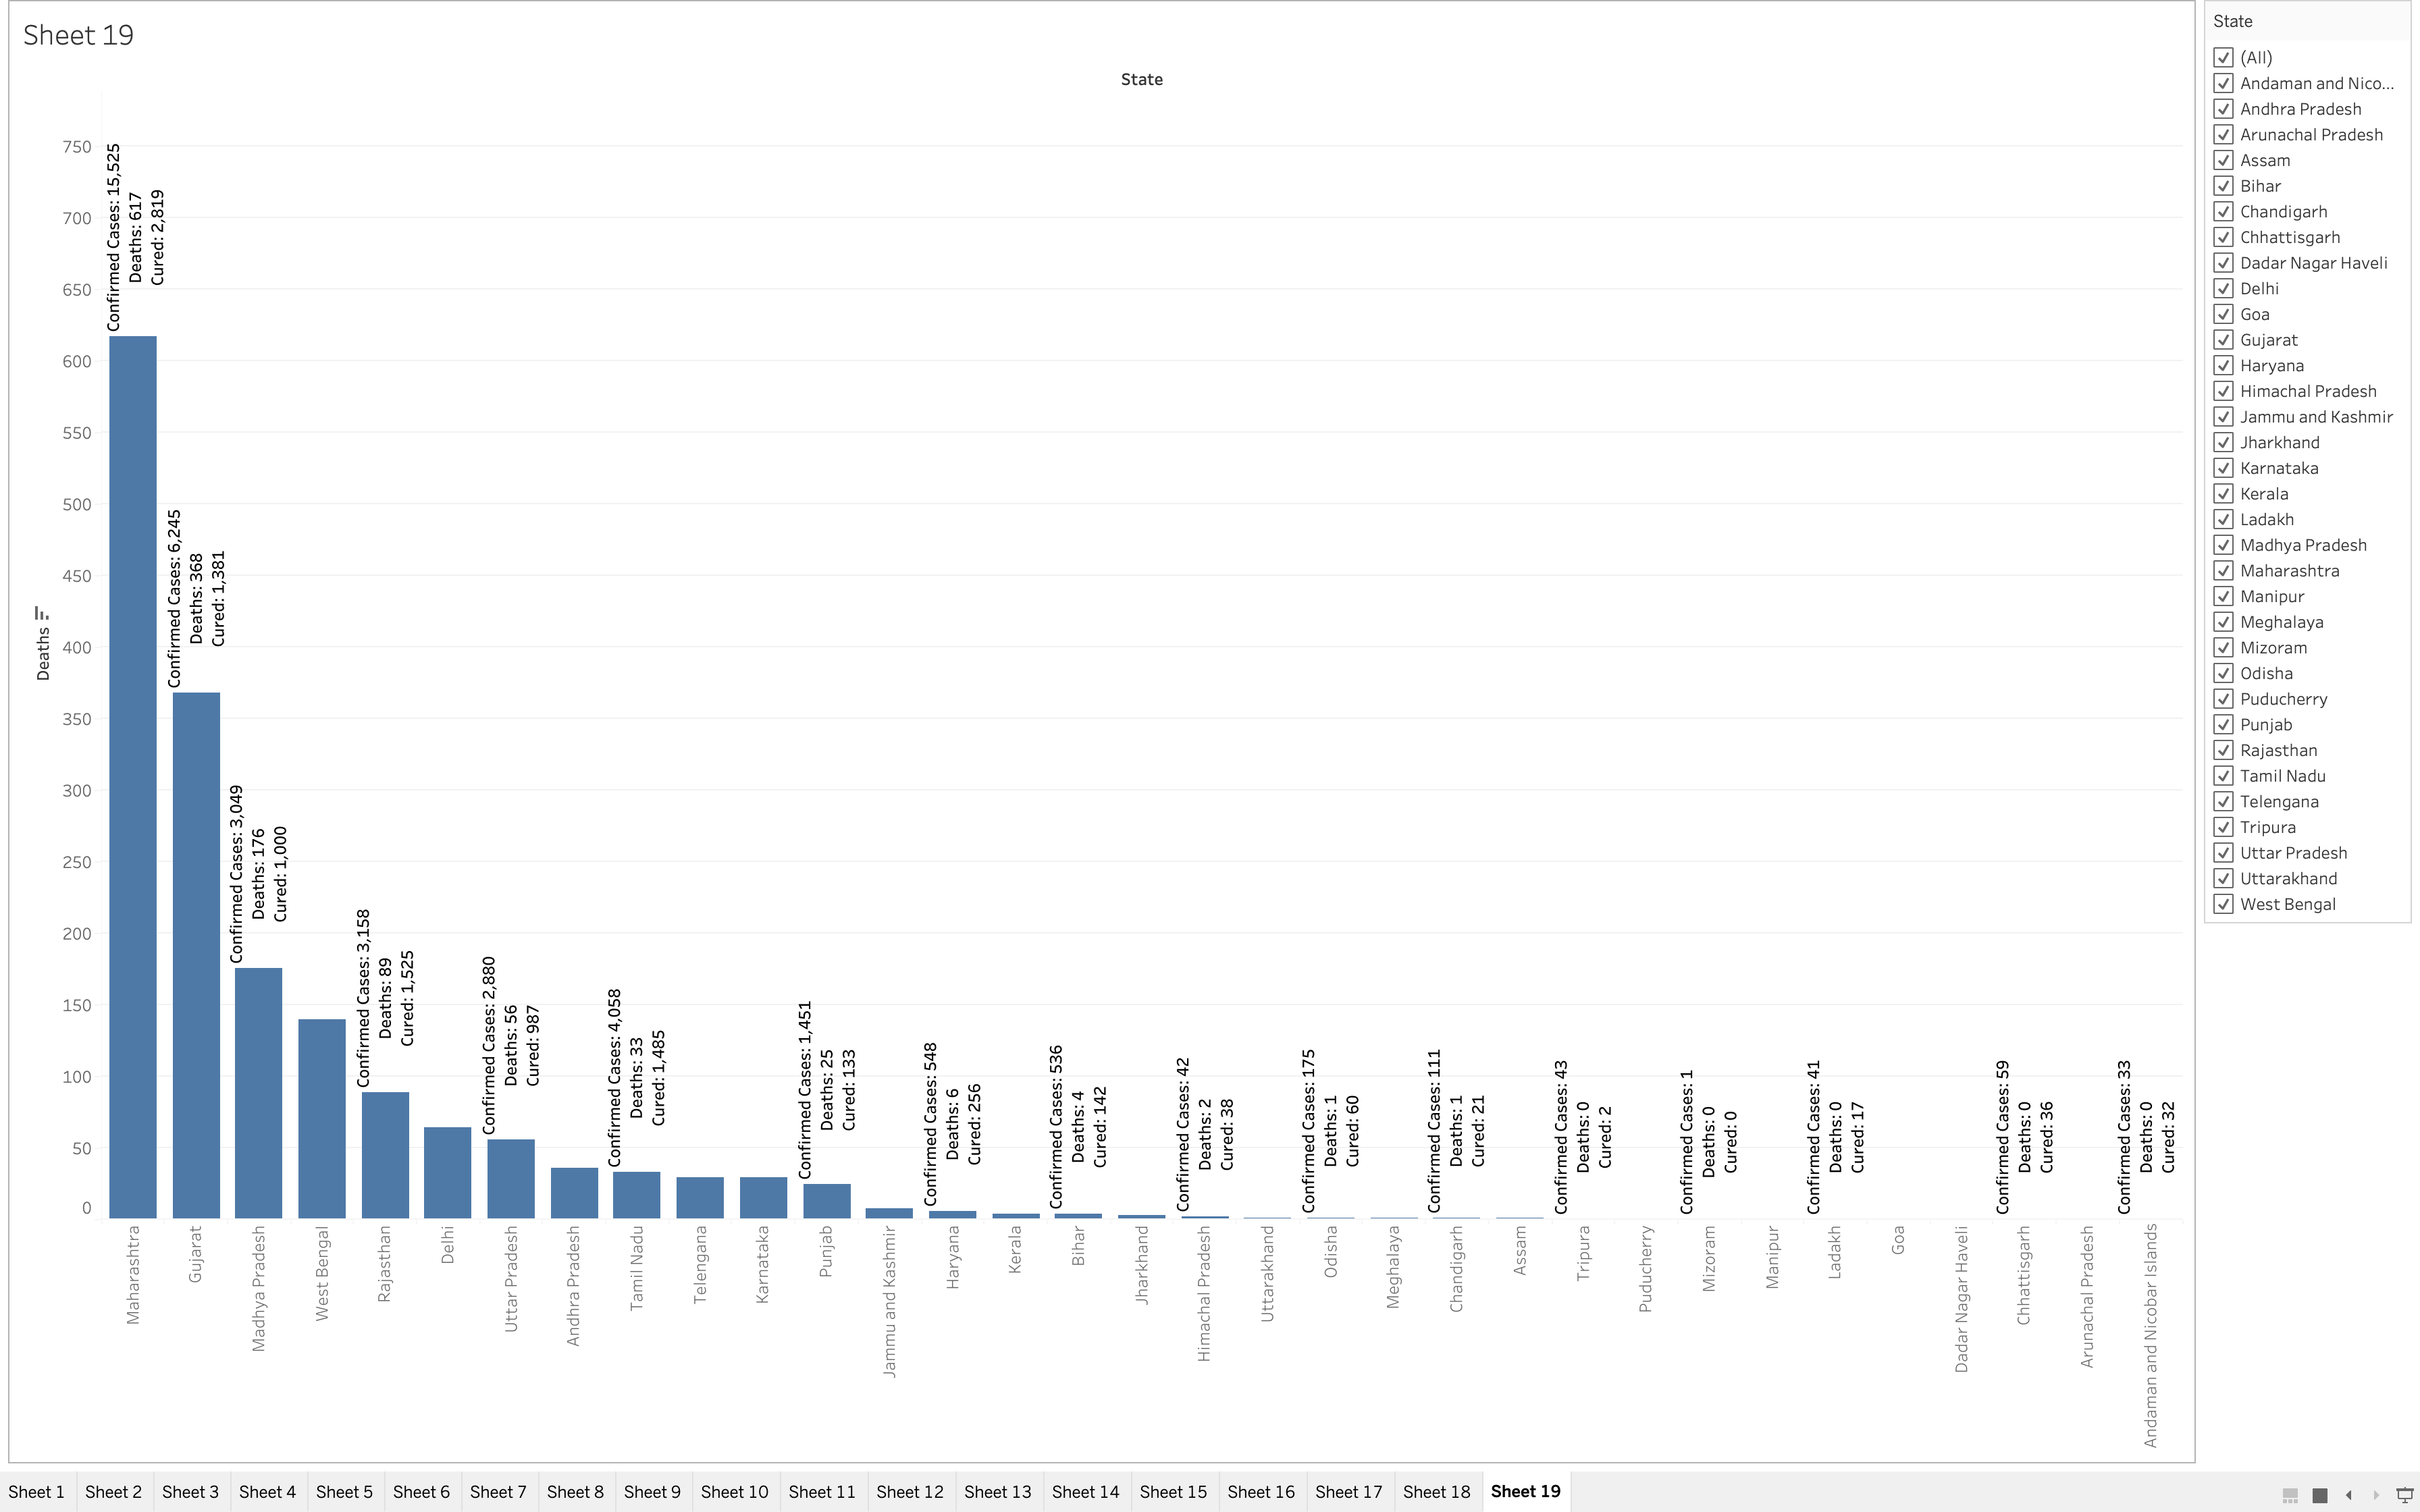 Sheet 19
State
Deaths
750
700
650
600
550
500
450
400
350
300
250
200
150
100
50
0
Confirmed Cases: 15,525
Deaths: 617
Cured: 2,819
Confirmed Cases: 6,245
Deaths: 368
Cured: 1,381
Confirmed Cases: 3,049
Deaths: 176
Cured: 1,000
Confirmed Cases: 3,158
Deaths: 89
Cured: 1,525
Confirmed Cases: 2,880
Deaths: 56
Cured: 987
Confirmed Cases: 4,058
Deaths: 33
Cured: 1,485
Confirmed Cases: 1,451
Deaths: 25
Cured: 133
Confirmed Cases: 548
Deaths: 6
Cured: 256
Confirmed Cases: 536
Deaths: 4
Cured: 142
Confirmed Cases: 42
Deaths: 2
Cured: 38
Confirmed Cases: 175
Deaths: 1
Cured: 60
Confirmed Cases: 111
Deaths: 1
Cured: 21
Confirmed Cases: 43
Deaths: 0
Cured: 2
Confirmed Cases: 1
Deaths: 0
Cured: 0
Confirmed Cases: 41
Deaths: 0
Cured: 17
Confirmed Cases: 59
Deaths: 0
Cured: 36
Confirmed Cases: 33
Deaths: 0
Cured: 32
Maharashtra
Gujarat
Madhya Pradesh
West Bengal
Rajasthan
Delhi
Uttar Pradesh
Andhra Pradesh
Tamil Nadu
Telengana
Karnataka
Punjab
Jammu and Kashmir
Haryana
Kerala
Bihar
Jharkhand
Himachal Pradesh
Uttarakhand
Odisha
Meghalaya
Chandigarh
Assam
Tripura
Puducherry
Mizoram
Manipur
Ladakh
Goa
Dadar Nagar Haveli
Chhattisgarh
Arunachal Pradesh
Andaman and Nicobar Islands
State
(All)
Andaman and Nico...
Andhra Pradesh
Arunachal Pradesh
Assam
Bihar
Chandigarh
Chhattisgarh
Dadar Nagar Haveli
Delhi
Goa
Gujarat
Haryana
Himachal Pradesh
Jammu and Kashmir
Jharkhand
Karnataka
Kerala
Ladakh
Madhya Pradesh
Maharashtra
Manipur
Meghalaya
Mizoram
Odisha
Puducherry
Punjab
Rajasthan
Tamil Nadu
Telengana
Tripura
Uttar Pradesh
Uttarakhand
West Bengal
Sheet 1
Sheet 2
Sheet 3
Sheet 4
Sheet 5
Sheet 6
Sheet 7
Sheet 8
Sheet 9
Sheet 10
Sheet 11
Sheet 12
Sheet 13
Sheet 14
Sheet 15
Sheet 16
Sheet 17
Sheet 18
Sheet 19